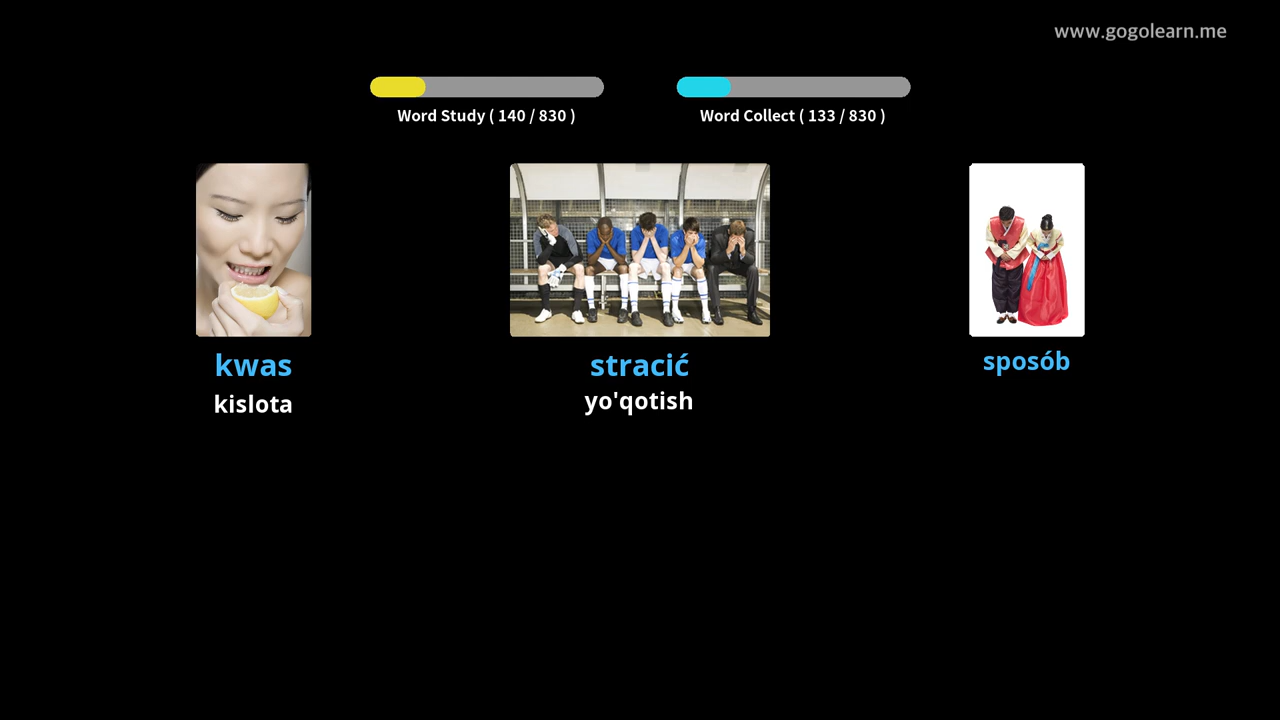 www.gogolearn.me
Word Study ( 140 / 830 )
Word Collect ( 133 / 830 )
kwas
kislota
stracić
yo'qotish
sposób